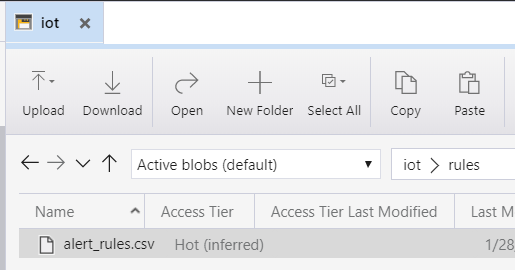 iot
Upload Download Open New Folder Select All Copy Paste
Active blobs (default) iot rules
Name Access Tier Access Tier Last Modified Last M
alert_rules.csv Hot (inferred) 1/28